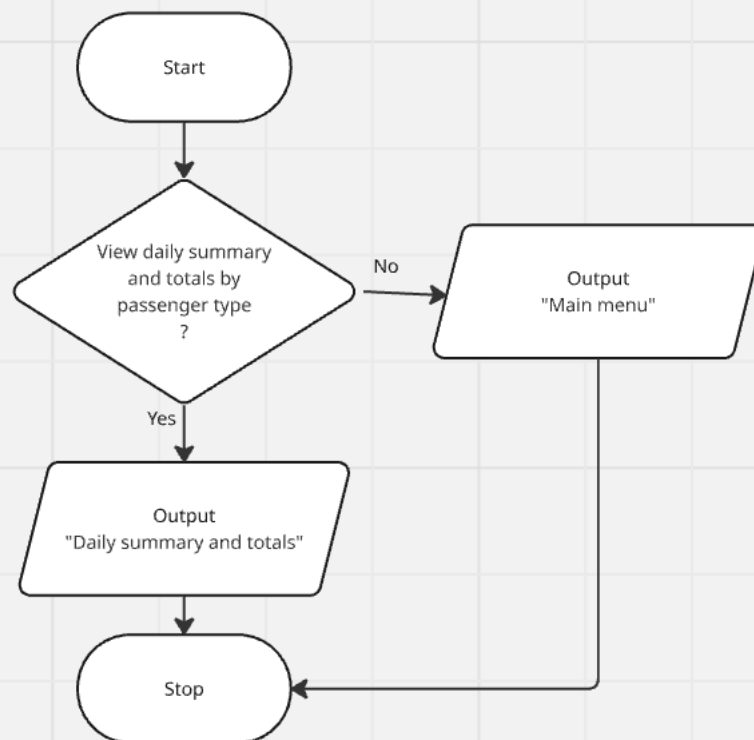 Start
View daily summary
and totals by
passenger type
?
No
Output
"Main menu"
Yes
Output
"Daily summary and totals"
Stop